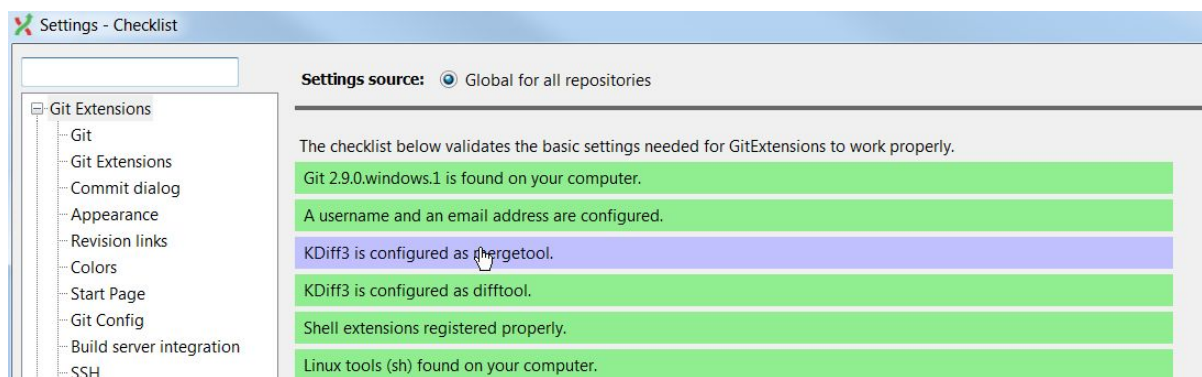 Settings - Checklist
Settings source: Global for all repositories
Git Extensions
Git
Git Extensions
Commit dialog
Appearance
Revision links
Colors
Start Page
Git Config
Build server integration
SSH
The checklist below validates the basic settings needed for GitExtensions to work properly.
Git 2.9.0.windows.1 is found on your computer.
A username and an email address are configured.
KDiff3 is configured as mergetool.
KDiff3 is configured as difftool.
Shell extensions registered properly.
Linux tools (sh) found on your computer.